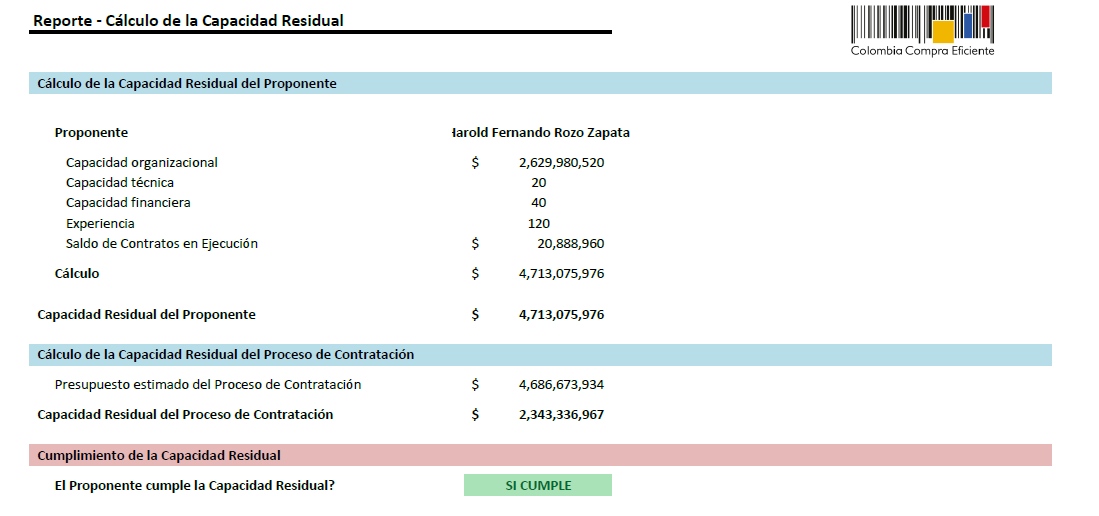 Reporte - Cálculo de la Capacidad Residual
Colombia Compra Eficiente
Cálculo de la Capacidad Residual del Proponente
Proponente Harold Fernando Rozo Zapata
Capacidad organizacional $ 2,629,980,520
Capacidad técnica 20
Capacidad financiera 40
Experiencia 120
Saldo de Contratos en Ejecución $ 20,888,960
Cálculo $ 4,713,075,976
Capacidad Residual del Proponente $ 4,713,075,976
Cálculo de la Capacidad Residual del Proceso de Contratación
Presupuesto estimado del Proceso de Contratación $ 4,686,673,934
Capacidad Residual del Proceso de Contratación $ 2,343,336,967
Cumplimiento de la Capacidad Residual
El Proponente cumple la Capacidad Residual? SI CUMPLE